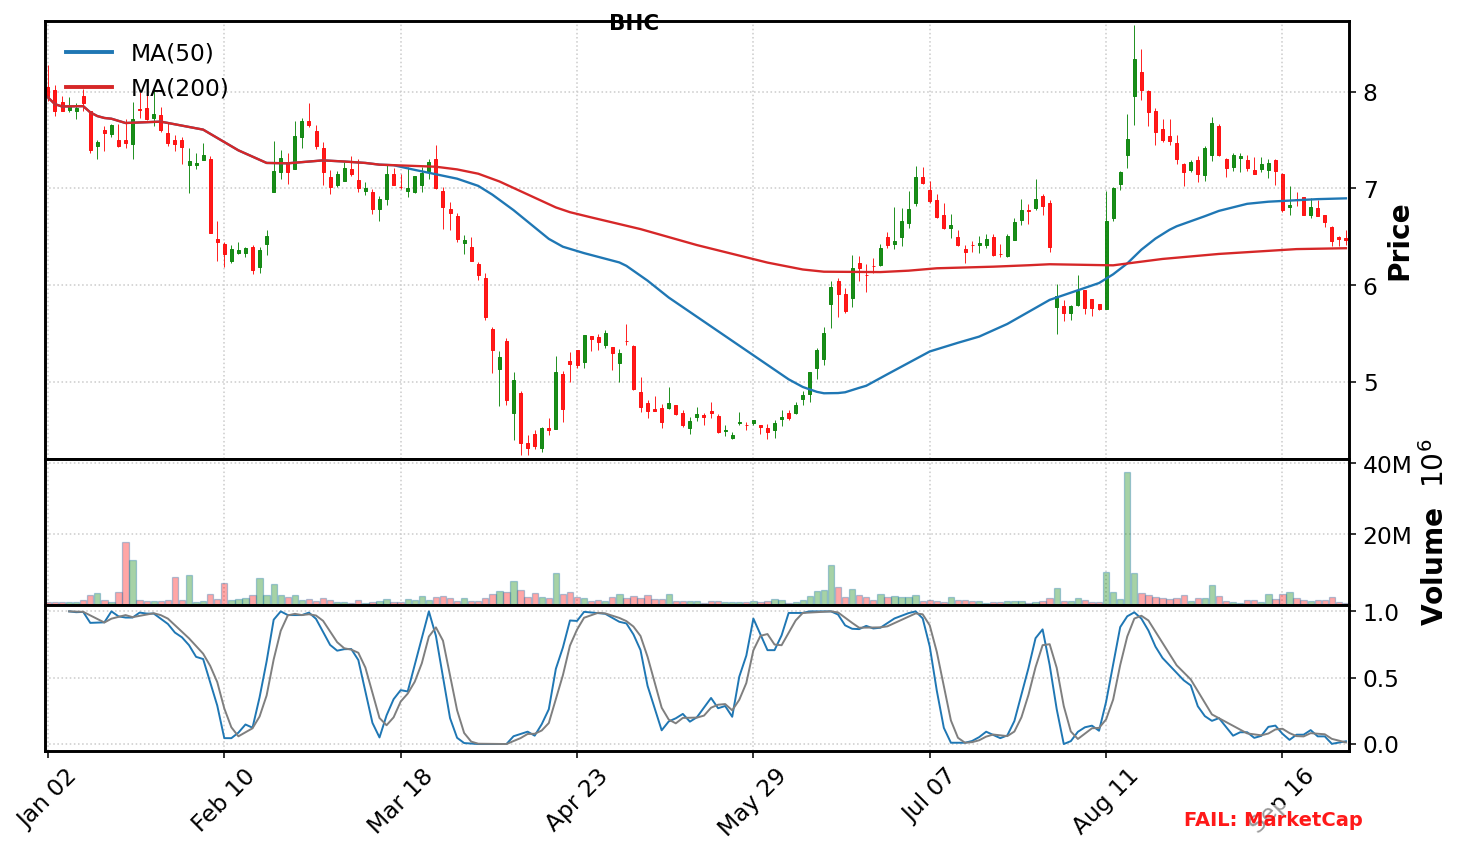 BHC
MA(50)
MA(200)
8
7
6
5
Price
40M
20M
Volume 10^6
1.0
0.5
0.0
Jan 02
Feb 10
Mar 18
Apr 23
May 29
Jul 07
Aug 11
Sep 16
FAIL: MarketCap